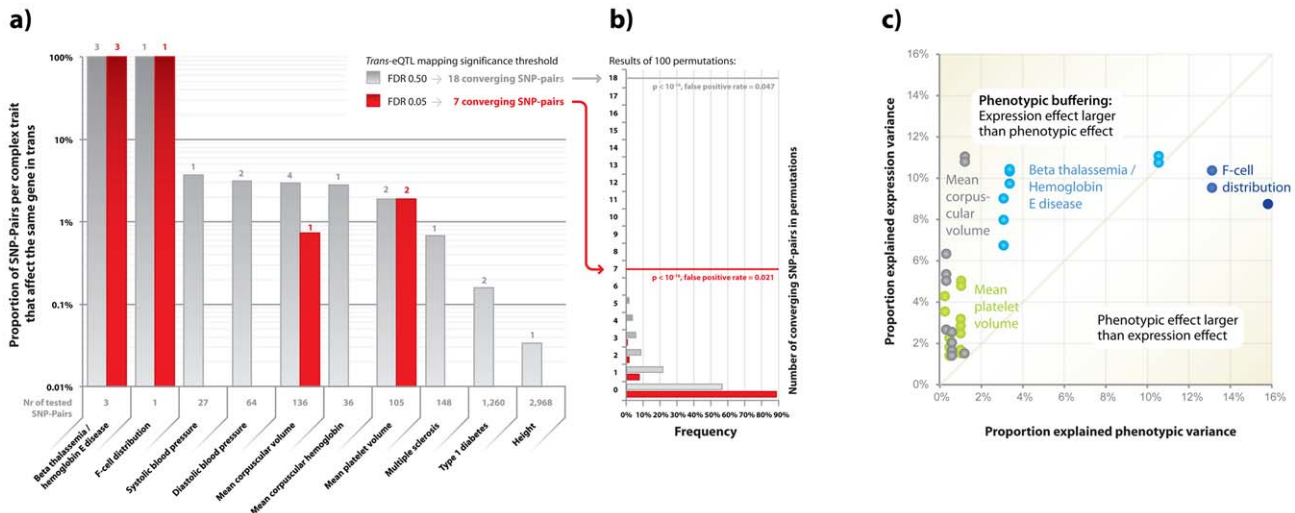 a)
Proportion of SNP-Pairs per complex trait
that affect the same gene in trans
100%
10%
1%
0.1%
0.01%
3
3
1
1
1
2
4
1
1
2
2
1
2
1
Trans-eQTL mapping significance threshold
FDR 0.50 → 18 converging SNP-pairs
FDR 0.05 → 7 converging SNP-pairs
Nr of tested
SNP-Pairs
3
1
27
64
136
36
105
148
1,260
2,968
Beta thalassemia /
hemoglobin E disease
F-cell distribution
Systolic blood pressure
Diastolic blood pressure
Mean corpuscular volume
Mean corpuscular hemoglobin
Mean platelet volume
Multiple sclerosis
Type 1 diabetes
Height
b)
Results of 100 permutations:
18
17
16
15
14
13
12
11
10
9
8
7
6
5
4
3
2
1
0
false positive rate = 0.047
false positive rate = 0.021
0%
10%
20%
30%
40%
50%
60%
70%
80%
90%
Frequency
Number of converging SNP-pairs in permutations
c)
Proportion explained expression variance
16%
14%
12%
10%
8%
6%
4%
2%
0%
Phenotypic buffering:
Expression effect larger
than phenotypic effect
Mean
corpus-
cular
volume
Beta thalassemia /
Hemoglobin
E disease
F-cell
distribution
Mean
platelet
volume
Phenotypic effect larger
than expression effect
0%
2%
4%
6%
8%
10%
12%
14%
16%
Proportion explained phenotypic variance